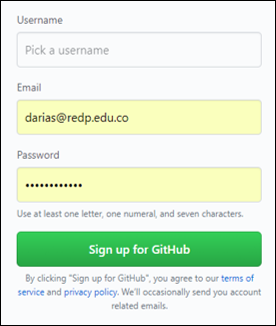 Username
Pick a username
Email
darias@redp.edu.co
Password
••••••••••••
Use at least one letter, one numeral, and seven characters.
Sign up for GitHub
By clicking "Sign up for GitHub", you agree to our terms of
service and privacy policy. We'll occasionally send you account
related emails.